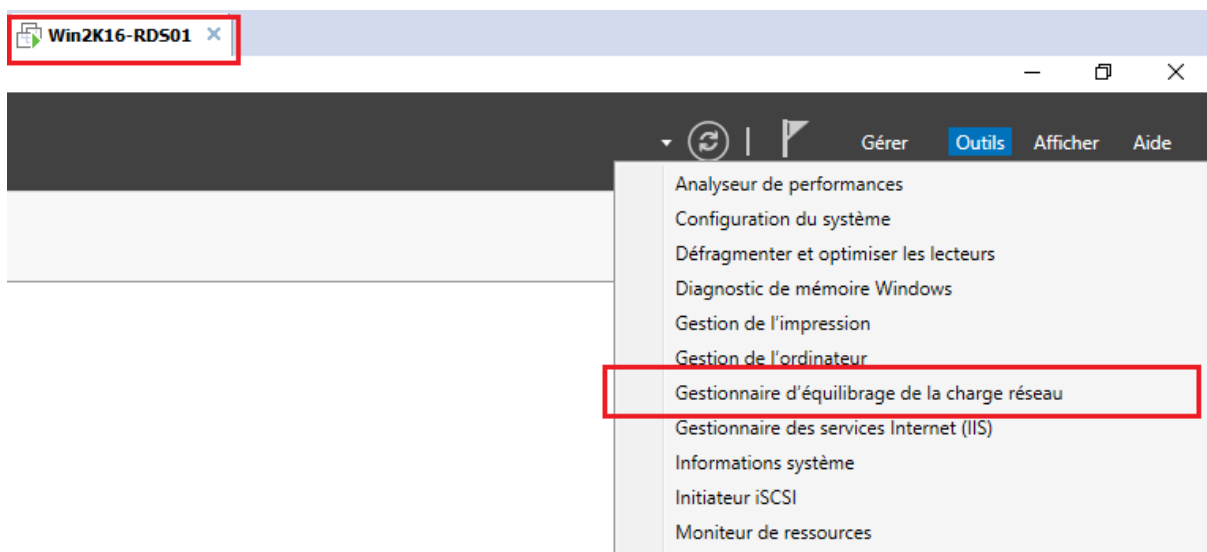 Win2K16-RDS01
Gérer Outils Afficher Aide
Analyseur de performances
Configuration du système
Défragmenter et optimiser les lecteurs
Diagnostic de mémoire Windows
Gestion de l'impression
Gestion de l'ordinateur
Gestionnaire d'équilibrage de la charge réseau
Gestionnaire des services Internet (IIS)
Informations système
Initiateur iSCSI
Moniteur de ressources